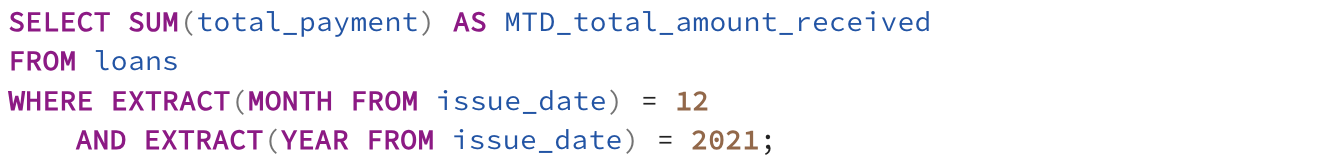 SELECT SUM(total_payment) AS MTD_total_amount_received
FROM loans
WHERE EXTRACT(MONTH FROM issue_date) = 12
    AND EXTRACT(YEAR FROM issue_date) = 2021;